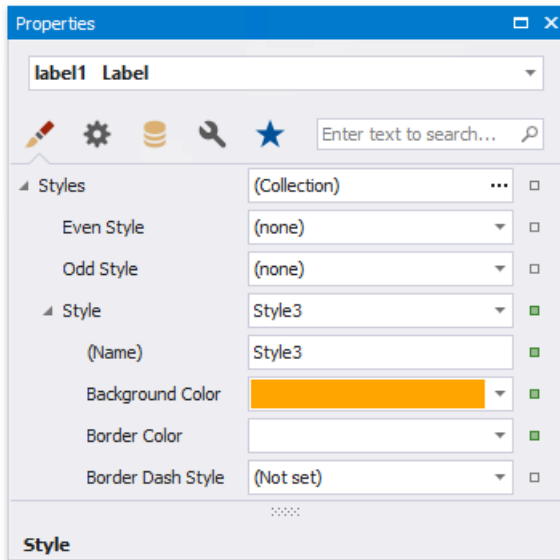 Properties
label1 Label
Enter text to search...
Styles (Collection) ...
Even Style (none)
Odd Style (none)
Style Style3
(Name) Style3
Background Color
Border Color
Border Dash Style (Not set)
Style